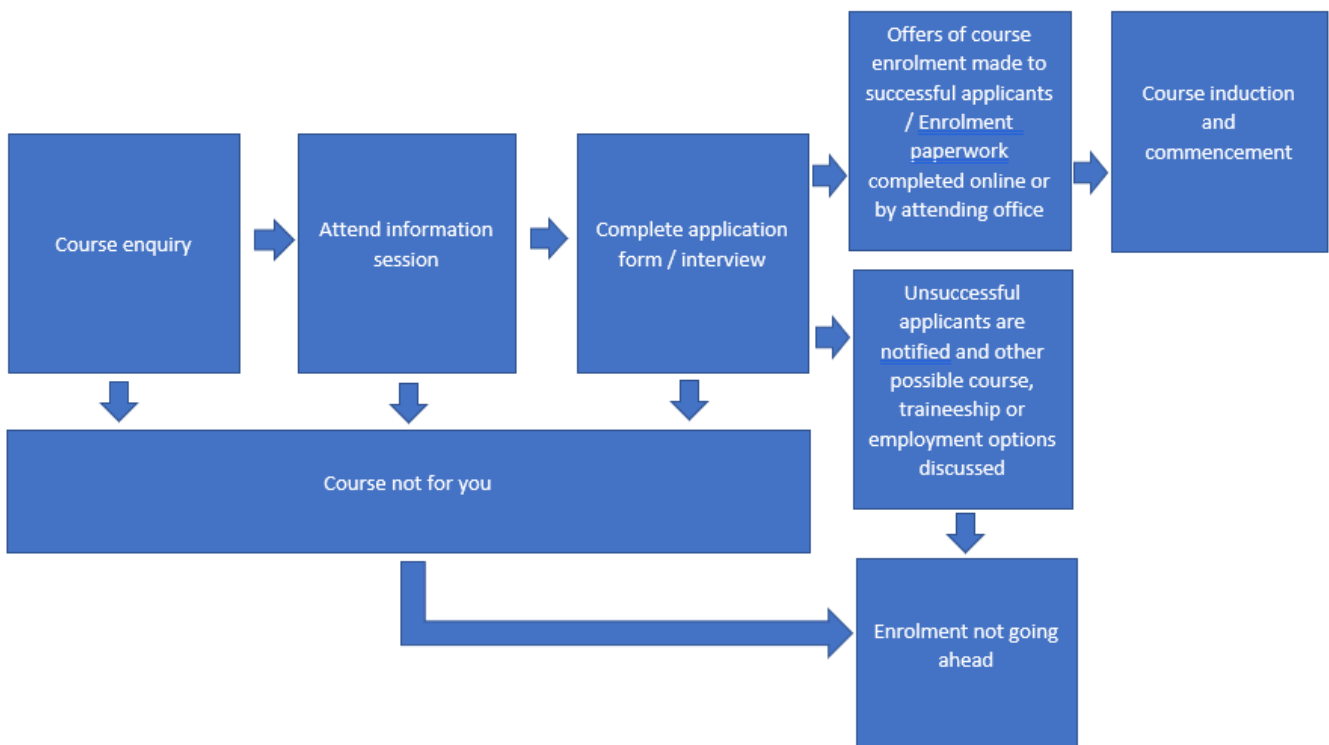 Course enquiry
Attend information
session
Complete application
form / interview
Offers of course
enrolment made to
successful applicants
/ Enrolment
paperwork
completed online or
by attending office
Course induction
and
commencement
Unsuccessful
applicants are
notified and other
possible course,
traineeship or
employment options
discussed
Course not for you
Enrolment not going
ahead